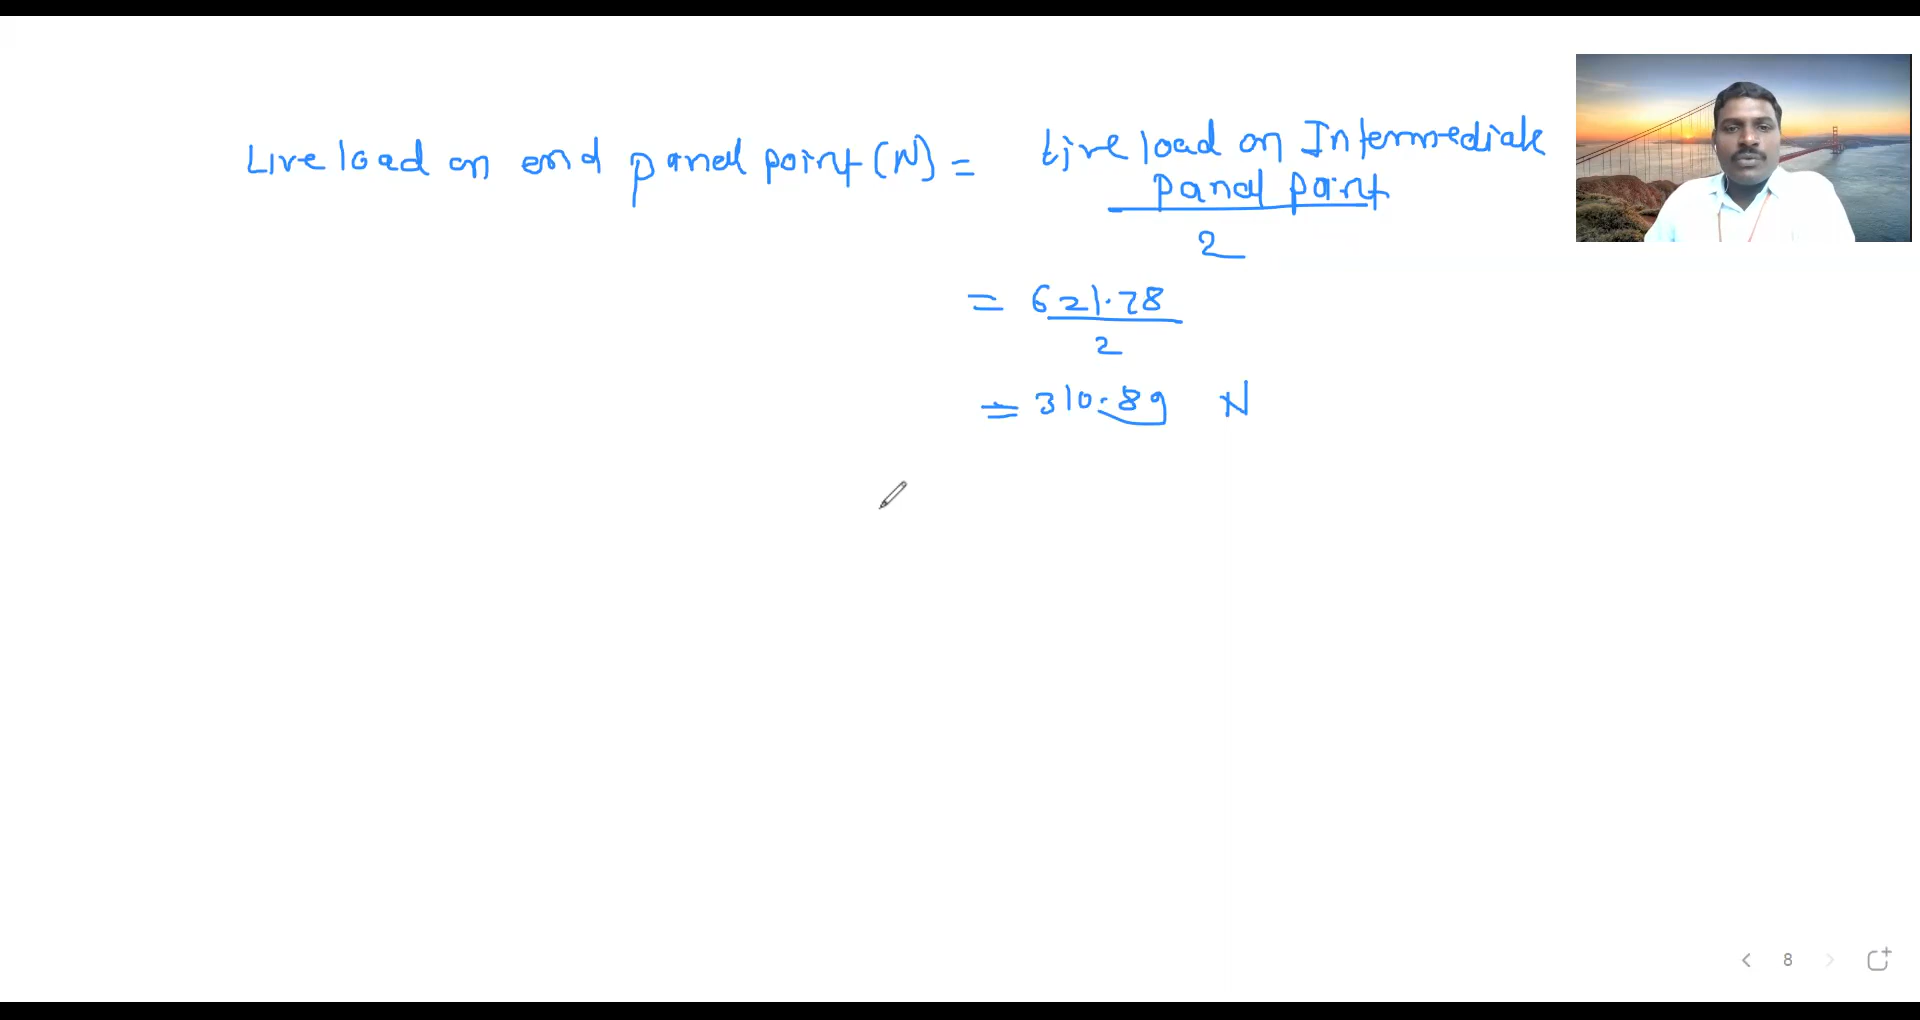 Live load on end panel point (N) = Live load on Intermediate
panel point
2
= 621.78
2
= 310.89 N
8